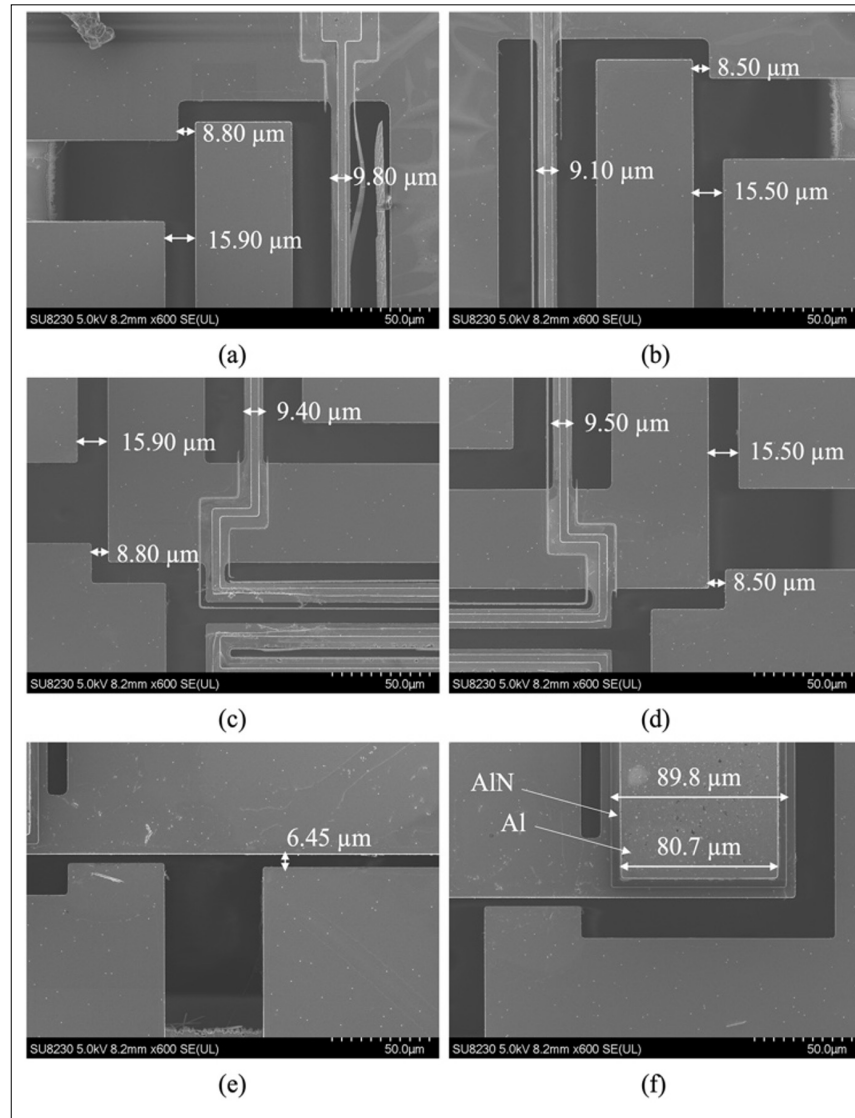 8.80 μm
9.80 μm
15.90 μm
SU8230 5.0kV 8.2mm x600 SE(UL)
50.0μm
(a)
8.50 μm
9.10 μm
15.50 μm
SU8230 5.0kV 8.2mm x600 SE(UL)
50.0μm
(b)
9.40 μm
15.90 μm
8.80 μm
SU8230 5.0kV 8.2mm x600 SE(UL)
50.0μm
(c)
9.50 μm
15.50 μm
8.50 μm
SU8230 5.0kV 8.2mm x600 SE(UL)
50.0μm
(d)
6.45 μm
SU8230 5.0kV 8.2mm x600 SE(UL)
50.0μm
(e)
AlN
89.8 μm
Al
80.7 μm
SU8230 5.0kV 8.2mm x600 SE(UL)
50.0μm
(f)